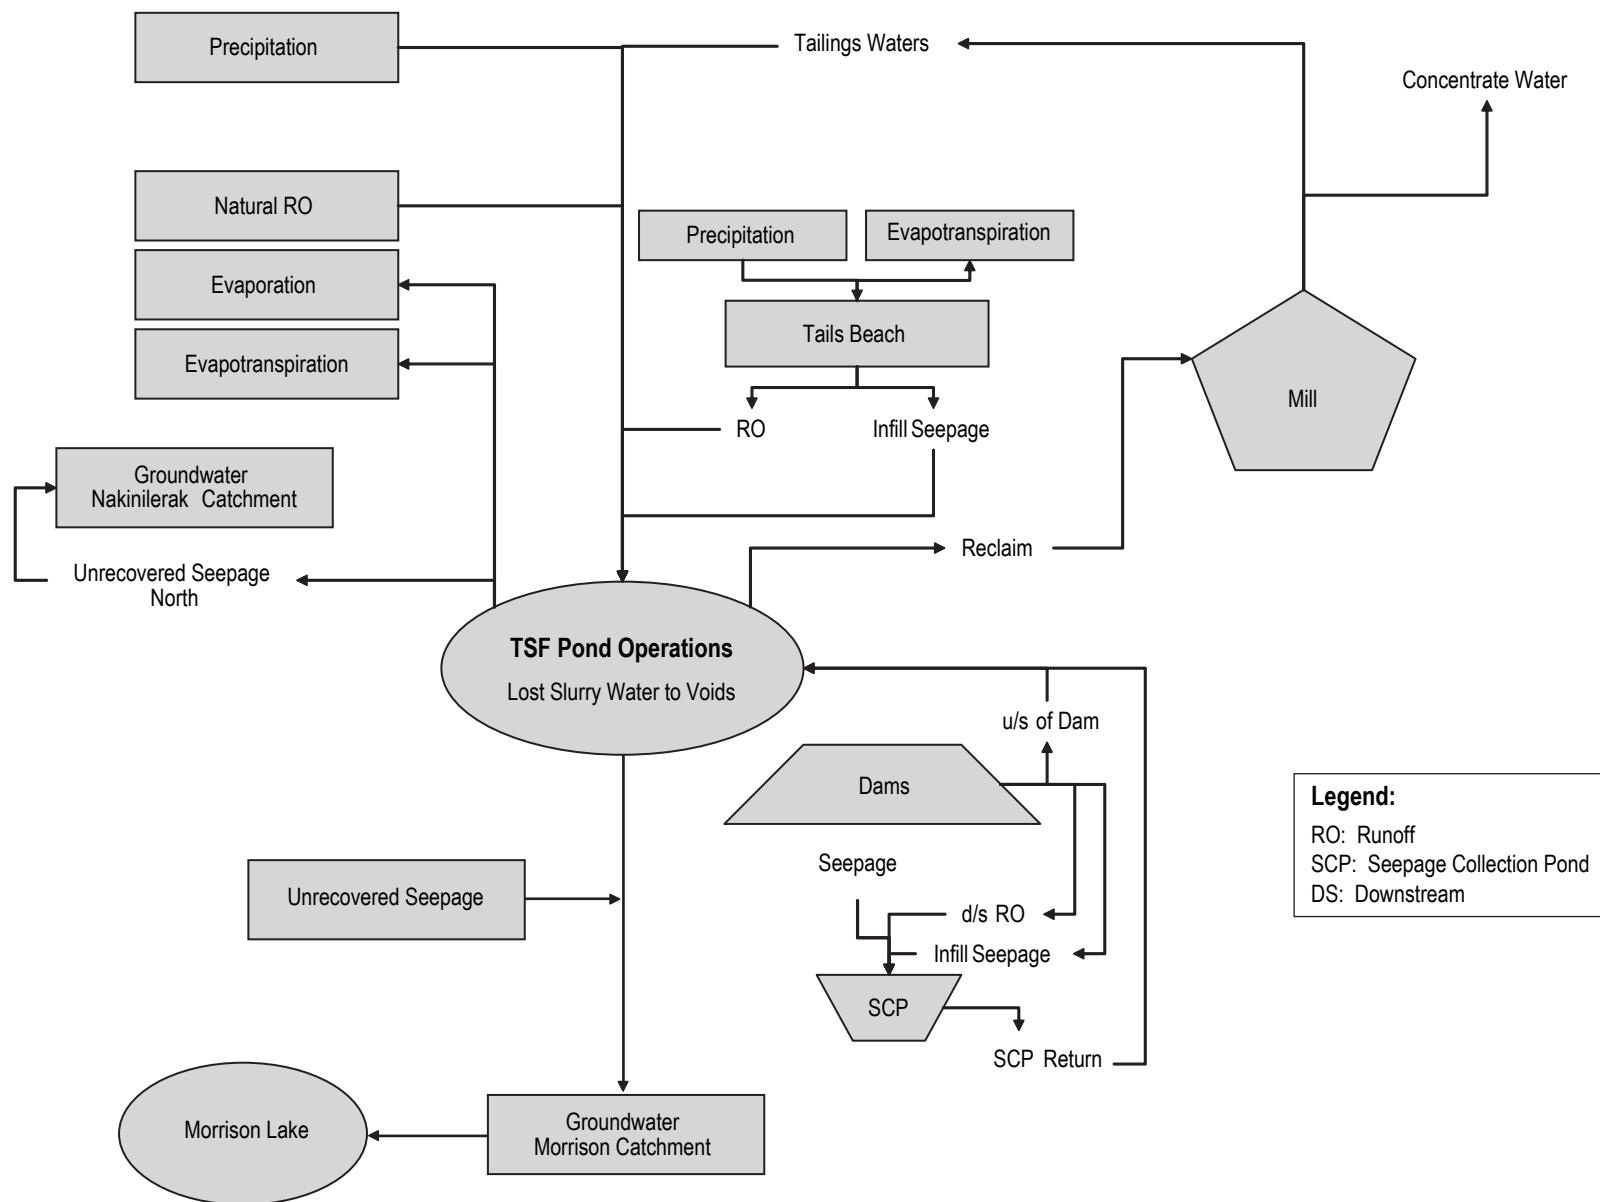 Precipitation
Tailings Waters
Concentrate Water
Natural RO
Precipitation
Evapotranspiration
Evaporation
Tails Beach
Evapotranspiration
Mill
RO
Infill Seepage
Groundwater
Nakinilerak Catchment
Reclaim
Unrecovered Seepage
North
TSF Pond Operations
Lost Slurry Water to Voids
u/s of Dam
Dams
Legend:
RO: Runoff
SCP: Seepage Collection Pond
DS: Downstream
Seepage
Unrecovered Seepage
d/s RO
Infill Seepage
SCP
SCP Return
Groundwater
Morrison Catchment
Morrison Lake